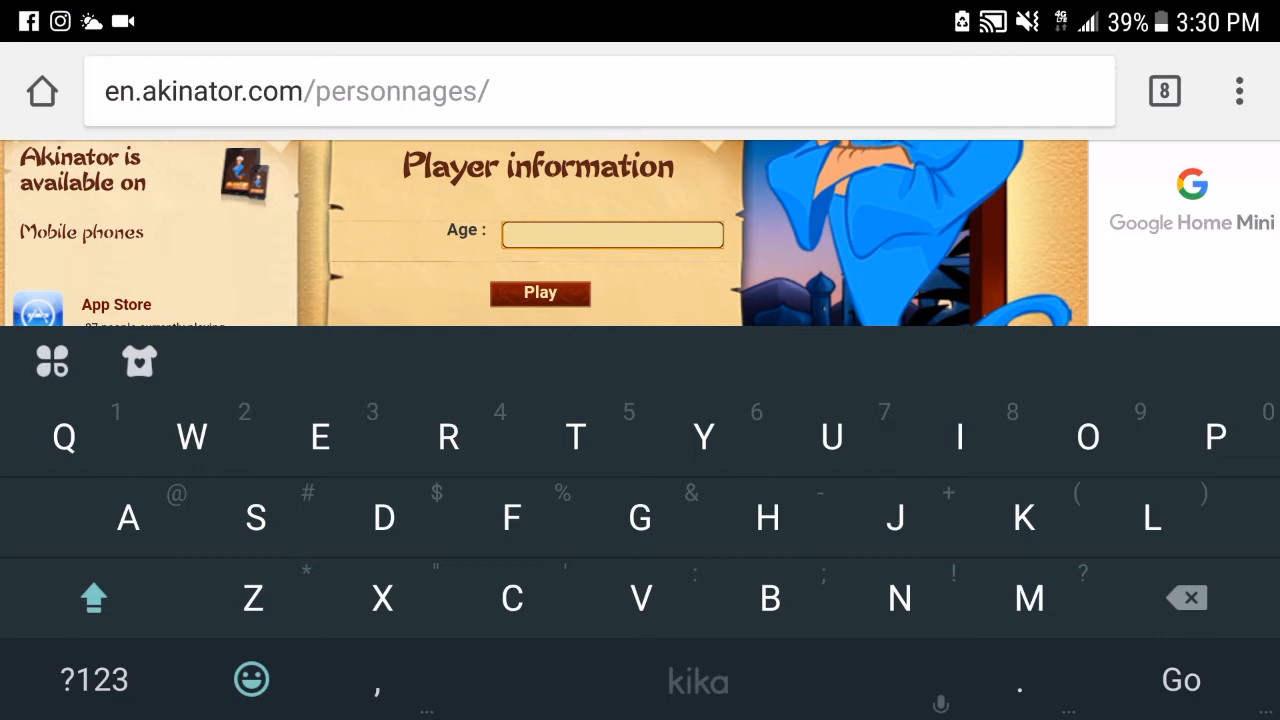 39% 3:30 PM
en.akinator.com/personnages/
8
Akinator is
available on
Mobile phones
App Store
Player information
Age :
Play
Google Home Mini
1 2 3 4 5 6 7 8 9 0
Q W E R T Y U I O P
@ # $ % & - + ( )
A S D F G H J K L
* " ' : ; ! ?
Z X C V B N M
?123 , kika . Go